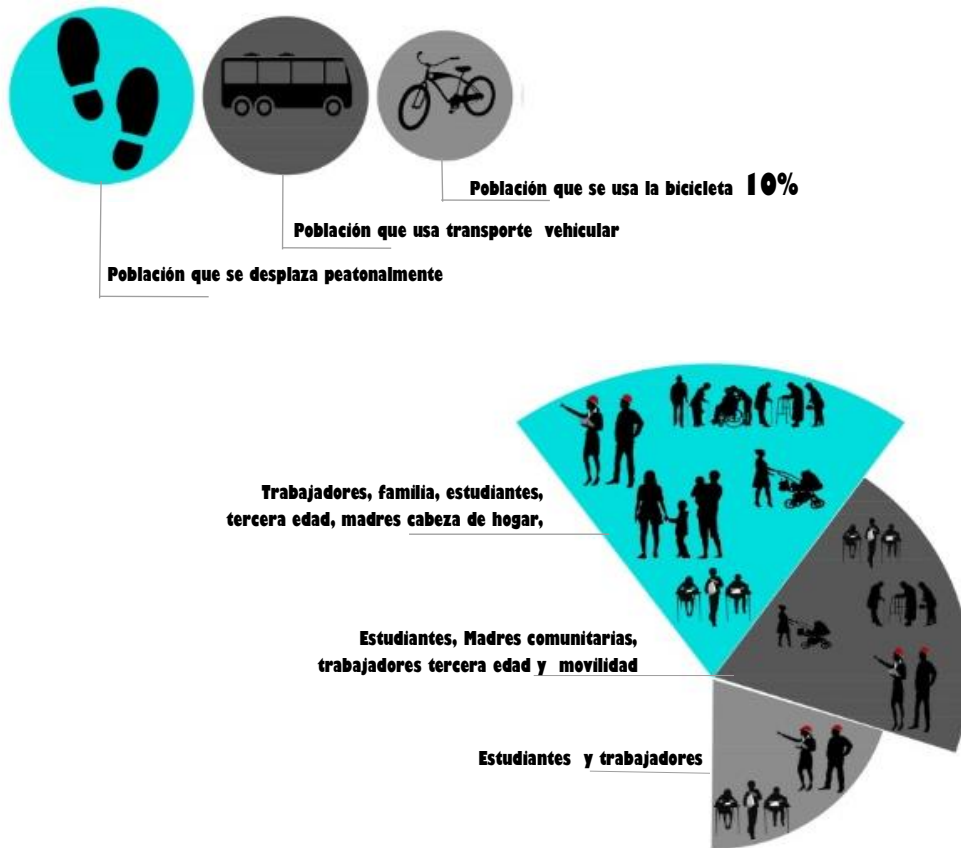 Población que se usa la bicicleta 10%
Población que usa transporte vehicular
Población que se desplaza peatonalmente
Trabajadores, familia, estudiantes,
tercera edad, madres cabeza de hogar,
Estudiantes, Madres comunitarias,
trabajadores tercera edad y movilidad
Estudiantes y trabajadores